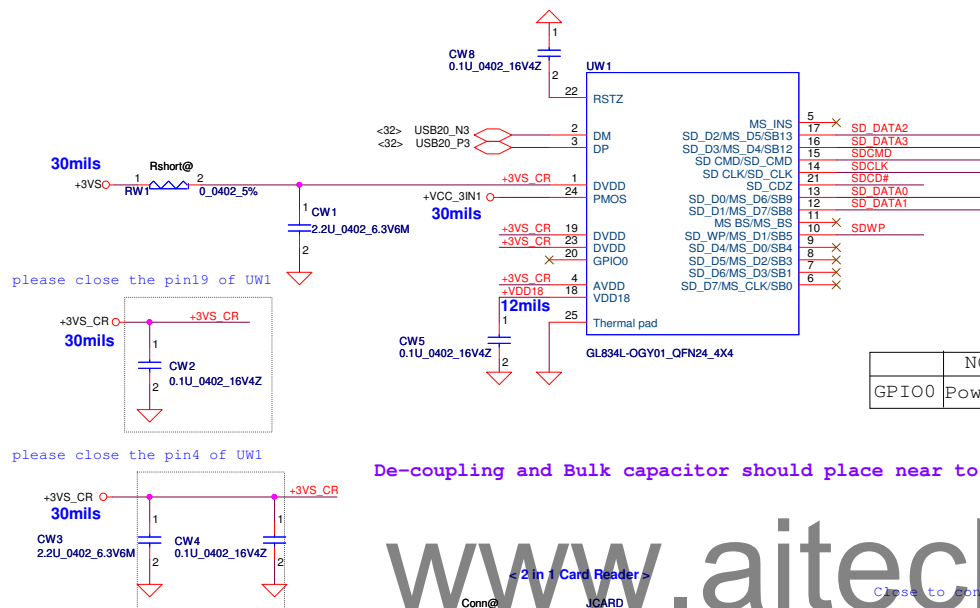 1
CW8
0.1U_0402_16V4Z
2
UW1
22 RSTZ
<32> USB20_N3 2 DM
<32> USB20_P3 3 DP
30mils
Rshort@
+3VS 1 2
RW1 0_0402_5%
+3VS_CR 1 DVDD
+VCC_3IN1 24 PMOS
30mils
1
CW1
2.2U_0402_6.3V6M
2
+3VS_CR 19 DVDD
+3VS_CR 23 DVDD
20 GPIO0
+3VS_CR 4 AVDD
+VDD18 18 VDD18
12mils
25 Thermal pad
MS_INS 5
SD_D2/MS_D5/SB13 17 SD_DATA2
SD_D3/MS_D4/SB12 16 SD_DATA3
SD CMD/SD_CMD 15 SDCMD
SD CLK/SD_CLK 14 SDCLK
SD_CDZ 21 SDCD#
SD_D0/MS_D6/SB9 13 SD_DATA0
SD_D1/MS_D7/SB8 12 SD_DATA1
MS BS/MS_BS 11
SD_WP/MS_D1/SB5 10 SDWP
SD_D4/MS_D0/SB4 9
SD_D5/MS_D2/SB3 8
SD_D6/MS_D3/SB1 7
SD_D7/MS_CLK/SB0 6
1
CW5
0.1U_0402_16V4Z
2
GL834L-OGY01_QFN24_4X4
please close the pin19 of UW1
+3VS_CR +3VS_CR
30mils
1
CW2
0.1U_0402_16V4Z
2
GPIO0
please close the pin4 of UW1
De-coupling and Bulk capacitor should place near to
+3VS_CR +3VS_CR
30mils
1 1
CW3 CW4
2.2U_0402_6.3V6M 0.1U_0402_16V4Z
2 2
www.aitech
< 2 in 1 Card Reader >
Close to
Conn@ JCARD